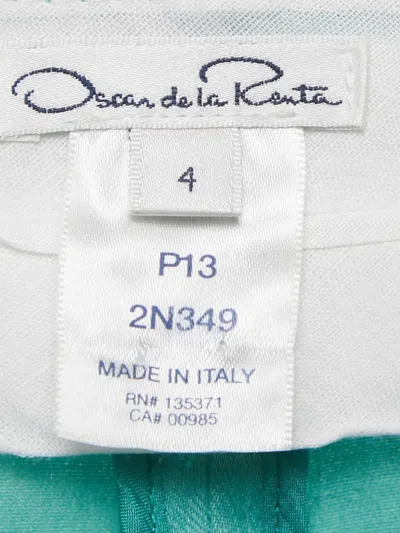 Oscar de la Renta
4
P13
2N349
MADE IN ITALY
RN# 135371
CA# 00985